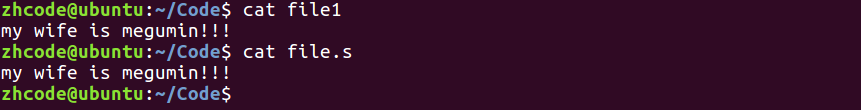 zhcode@ubuntu:~/Code$ cat file1
my wife is megumin!!!
zhcode@ubuntu:~/Code$ cat file.s
my wife is megumin!!!
zhcode@ubuntu:~/Code$